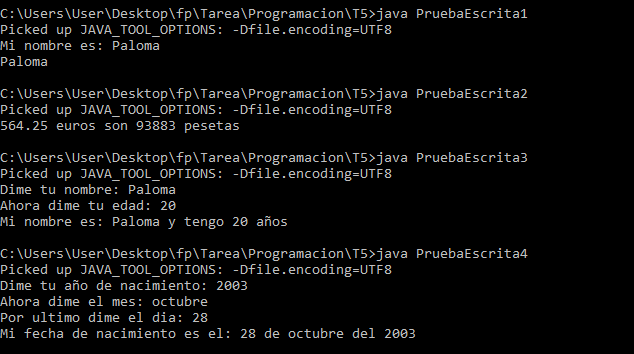 C:\Users\User\Desktop\fp\Tarea\Programacion\T5>java PruebaEscrita1
Picked up JAVA_TOOL_OPTIONS: -Dfile.encoding=UTF8
Mi nombre es: Paloma
Paloma
C:\Users\User\Desktop\fp\Tarea\Programacion\T5>java PruebaEscrita2
Picked up JAVA_TOOL_OPTIONS: -Dfile.encoding=UTF8
564.25 euros son 93883 pesetas
C:\Users\User\Desktop\fp\Tarea\Programacion\T5>java PruebaEscrita3
Picked up JAVA_TOOL_OPTIONS: -Dfile.encoding=UTF8
Dime tu nombre: Paloma
Ahora dime tu edad: 20
Mi nombre es: Paloma y tengo 20 años
C:\Users\User\Desktop\fp\Tarea\Programacion\T5>java PruebaEscrita4
Picked up JAVA_TOOL_OPTIONS: -Dfile.encoding=UTF8
Dime tu año de nacimiento: 2003
Ahora dime el mes: octubre
Por ultimo dime el dia: 28
Mi fecha de nacimiento es el: 28 de octubre del 2003